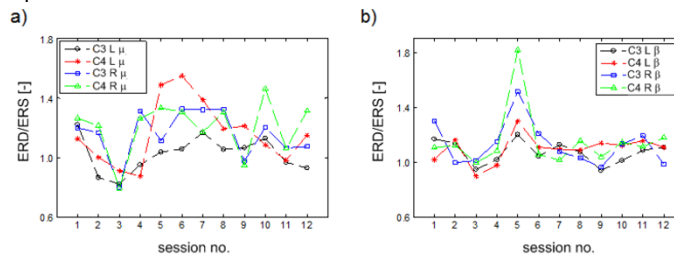 a)
1.8
1.4
1.0
0.6
ERD/ERS [-]
C3 L μ
C4 L μ
C3 R μ
C4 R μ
1 2 3 4 5 6 7 8 9 10 11 12
session no.
b)
1.8
1.4
1.0
0.6
ERD/ERS [-]
C3 L β
C4 L β
C3 R β
C4 R β
1 2 3 4 5 6 7 8 9 10 11 12
session no.